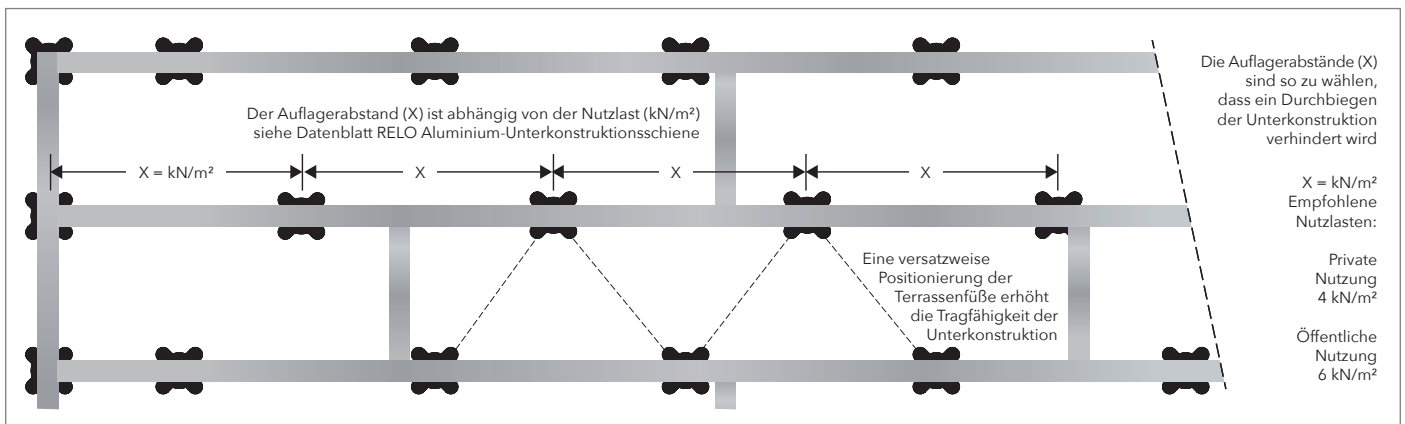 Der Auflagerabstand (X) ist abhängig von der Nutzlast (kN/m²)
siehe Datenblatt RELO Aluminium-Unterkonstruktionsschiene
X = kN/m²
X
X
X
Eine versatzweise
Positionierung der
Terrassenfüße erhöht
die Tragfähigkeit der
Unterkonstruktion
Die Auflagerabstände (X)
sind so zu wählen,
dass ein Durchbiegen
der Unterkonstruktion
verhindert wird
X = kN/m²
Empfohlene
Nutzlasten:
Private
Nutzung
4 kN/m²
Öffentliche
Nutzung
6 kN/m²